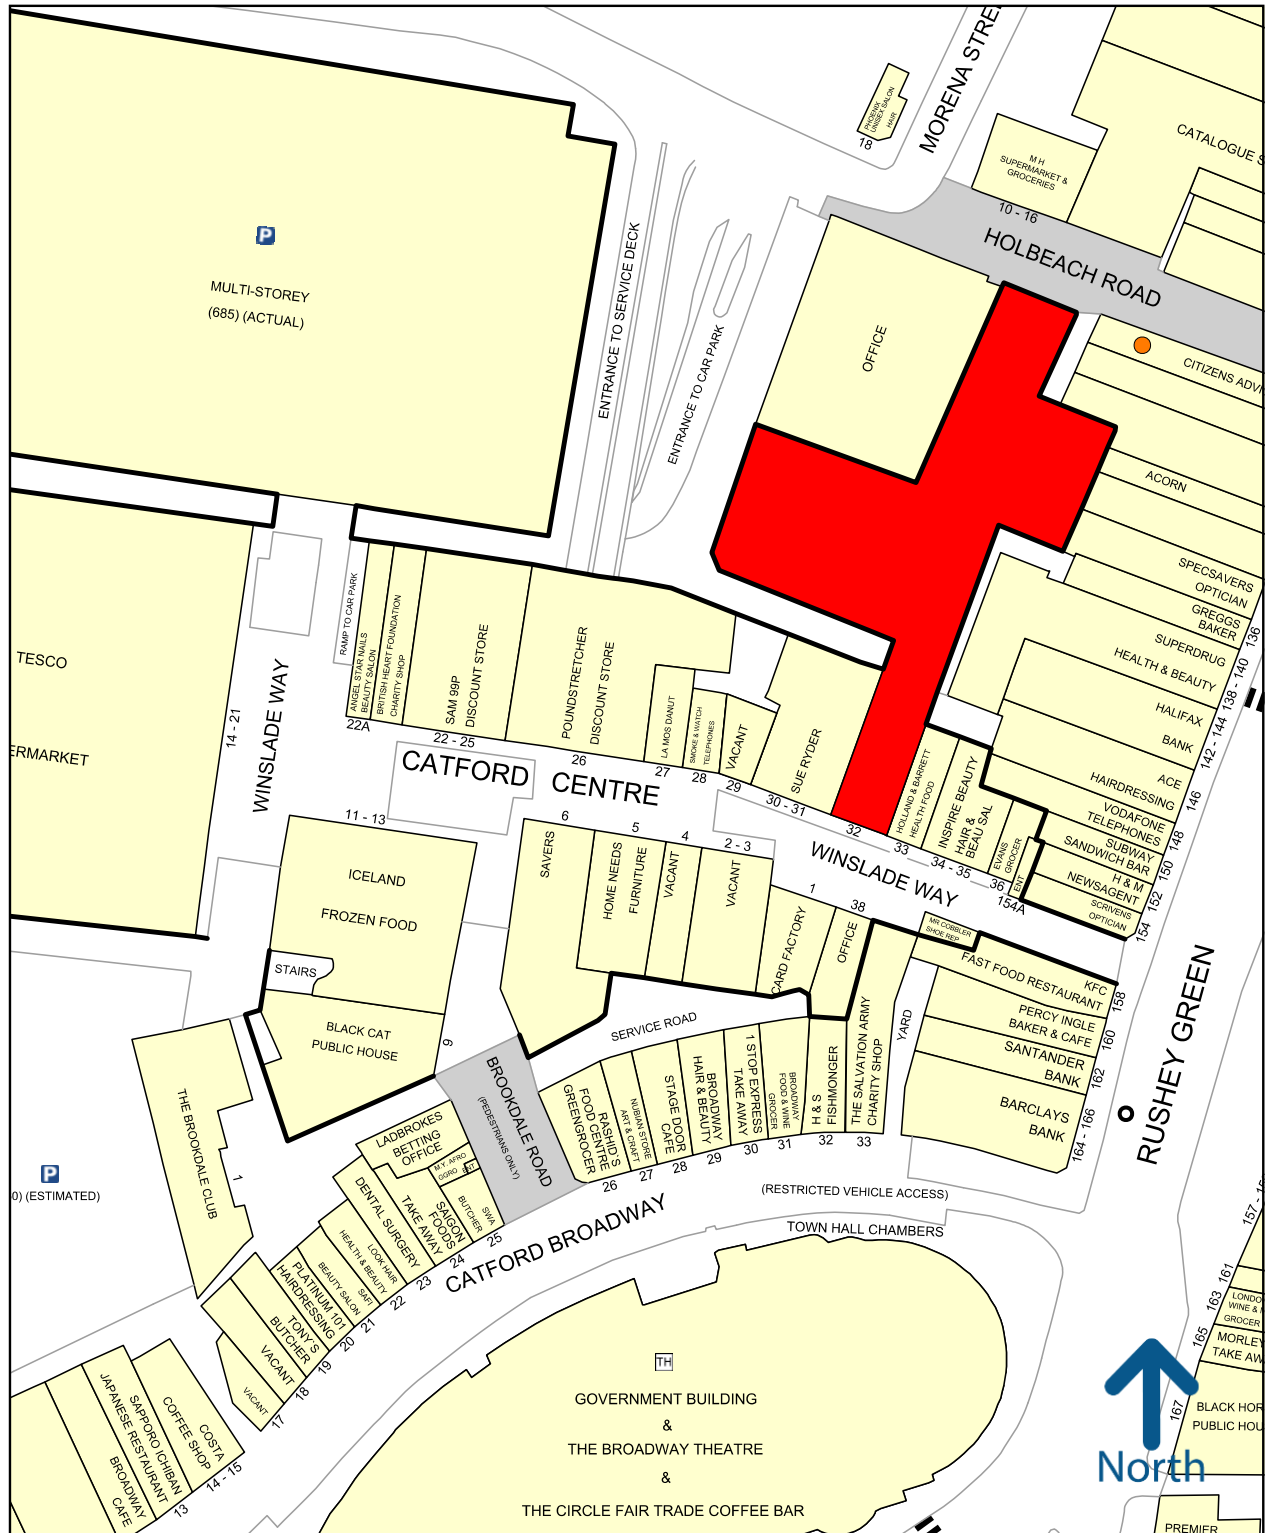 MORENA STREE
PHOENIX
UNISEX SALON
HAIR
18
CATALOGUE S
M H
SUPERMARKET &
GROCERIES
10 - 16
HOLBEACH ROAD
P
MULTI-STOREY
(685) (ACTUAL)
ENTRANCE TO SERVICE DECK
ENTRANCE TO CAR PARK
OFFICE
CITIZENS ADVI
ACORN
SPECSAVERS
OPTICIAN
GREGGS
BAKER
136
SUPERDRUG
HEALTH & BEAUTY
138 - 140
HALIFAX
BANK
142 - 144
ACE
HAIRDRESSING
146
VODAFONE
TELEPHONES
148
SUBWAY
SANDWICH BAR
150
H & M
NEWSAGENT
152
SCRIVENS
OPTICIAN
154
TESCO
ERMARKET
14 - 21
WINSLADE WAY
RAMP TO CAR PARK
ANGEL STAR NAILS
BEAUTY SALON
22A
BRITISH HEART FOUNDATION
CHARITY SHOP
SAM 99P
DISCOUNT STORE
22 - 25
POUNDSTRETCHER
DISCOUNT STORE
26
LA MOS DANUT
27
SMOKE & WATCH
TELEPHONES
28
VACANT
29
SUE RYDER
30 - 31
32
HOLLAND & BARRETT
HEALTH FOOD
33
INSPIRE BEAUTY
HAIR &
BEAU SAL
34 - 35
EVANS
GROCER
36
ENT
154A
CATFORD CENTRE
WINSLADE WAY
11 - 13
ICELAND
FROZEN FOOD
STAIRS
BLACK CAT
PUBLIC HOUSE
9
6
SAVERS
5
HOME NEEDS
FURNITURE
4
VACANT
2 - 3
VACANT
1
CARD FACTORY
38
OFFICE
MR COBBLER
SHOE REP
KFC
FAST FOOD RESTAURANT
158
PERCY INGLE
BAKER & CAFE
160
SANTANDER
BANK
162
BARCLAYS
BANK
164 - 166
YARD
RUSHEY GREEN
SERVICE ROAD
BROOKDALE ROAD
(PEDESTRIANS ONLY)
RASHID'S
FOOD CENTRE
GREENGROCER
26
NUBIAN STORE
ART & CRAFT
27
STAGE DOOR
CAFE
28
BROADWAY
HAIR & BEAUTY
29
1 STOP EXPRESS
TAKE AWAY
30
BROADWAY
FOOD & WINE
GROCER
31
H & S
FISHMONGER
32
THE SALVATION ARMY
CHARITY SHOP
33
THE BROOKDALE CLUB
1
P
0) (ESTIMATED)
LADBROKES
BETTING
OFFICE
M.Y. AFRO
GGRO
ENT
SWA
BUTCHER
25
SAIGON
FOODS
TAKE AWAY
24
DENTAL SURGERY
23
LOOK HAIR
HEALTH & BEAUTY
22
SAFI
BEAUTY SALON
21
PLATINUM 101
HAIRDRESSING
20
TONY'S
BUTCHER
19
VACANT
18
VACANT
17
COSTA
COFFEE SHOP
14 - 15
SAPPORO ICHIBAN
JAPANESE RESTAURANT
13
BROADWAY
CAFE
CATFORD BROADWAY
(RESTRICTED VEHICLE ACCESS)
TOWN HALL CHAMBERS
TH
GOVERNMENT BUILDING
&
THE BROADWAY THEATRE
&
THE CIRCLE FAIR TRADE COFFEE BAR
161
163
LONDO
WINE &
GROCER
165
MORLEY
TAKE AW
167
BLACK HOR
PUBLIC HOU
PREMIER
North